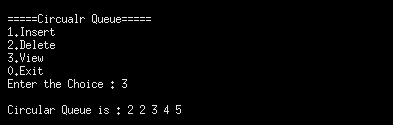 =====Circualr Queue=====
1.Insert
2.Delete
3.View
0.Exit
Enter the Choice : 3
Circular Queue is : 2 2 3 4 5